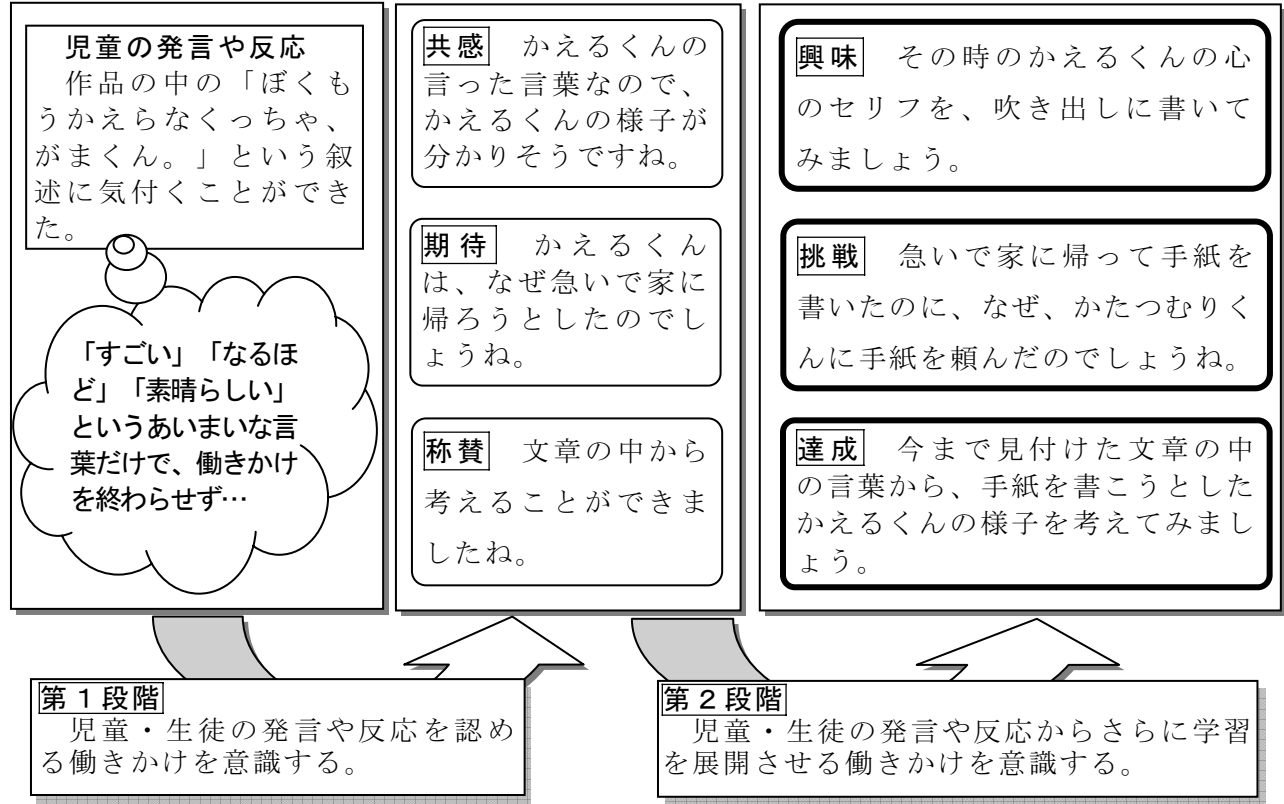 児童の発言や反応
作品の中の「ぼくも
うかえらなくっちゃ、
がまくん。」という叙
述に気付くことができ
た。
「すごい」「なるほ
ど」「素晴らしい」
というあいまいな言
葉だけで、働きかけ
を終わらせず…
共感 かえるくんの
言った言葉なので、
かえるくんの様子が
分かりそうですね。
期待 かえるくん
は、なぜ急いで家に
帰ろうとしたのでし
ょうね。
称賛 文章の中から
考えることができま
したね。
興味 その時のかえるくんの心
のセリフを、吹き出しに書いて
みましょう。
挑戦 急いで家に帰って手紙を
書いたのに、なぜ、かたつむりく
んに手紙を頼んだのでしょうね。
達成 今まで見付けた文章の中
の言葉から、手紙を書こうとした
かえるくんの様子を考えてみまし
ょう。
第1段階
児童・生徒の発言や反応を認め
る働きかけを意識する。
第2段階
児童・生徒の発言や反応からさらに学習
を展開させる働きかけを意識する。